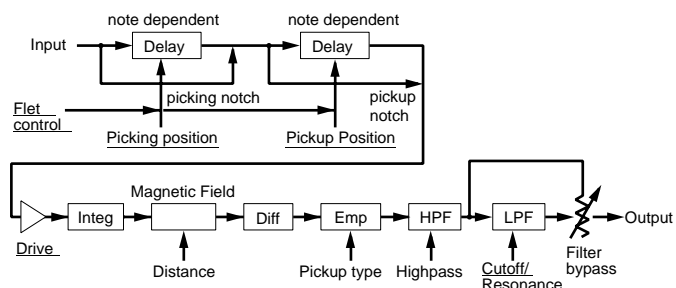 note dependent
note dependent
Input
Delay
Delay
picking notch
pickup
notch
Flet
control
Picking position
Pickup Position
Magnetic Field
Integ
Diff
Emp
HPF
LPF
Output
Drive
Distance
Pickup type
Highpass
Cutoff/
Resonance
Filter
bypass